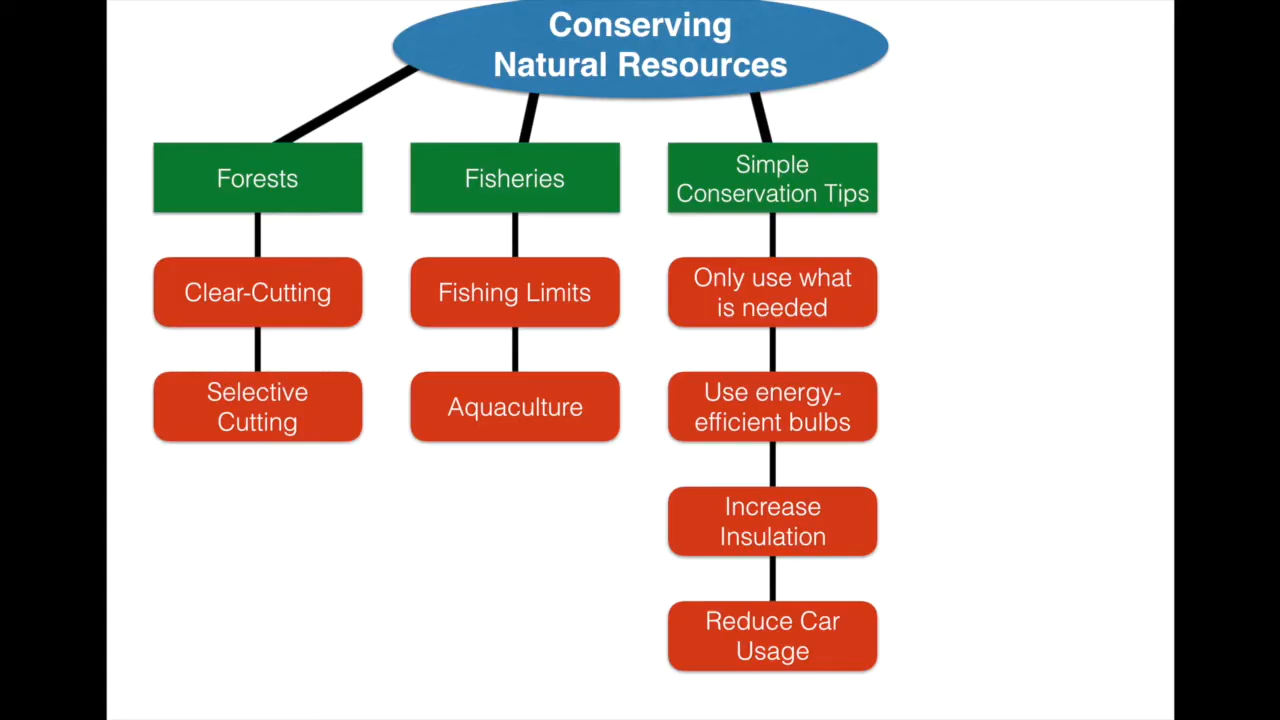 Conserving
Natural Resources
Forests
Fisheries
Simple
Conservation Tips
Clear-Cutting
Fishing Limits
Only use what
is needed
Selective
Cutting
Aquaculture
Use energy-
efficient bulbs
Increase
Insulation
Reduce Car
Usage